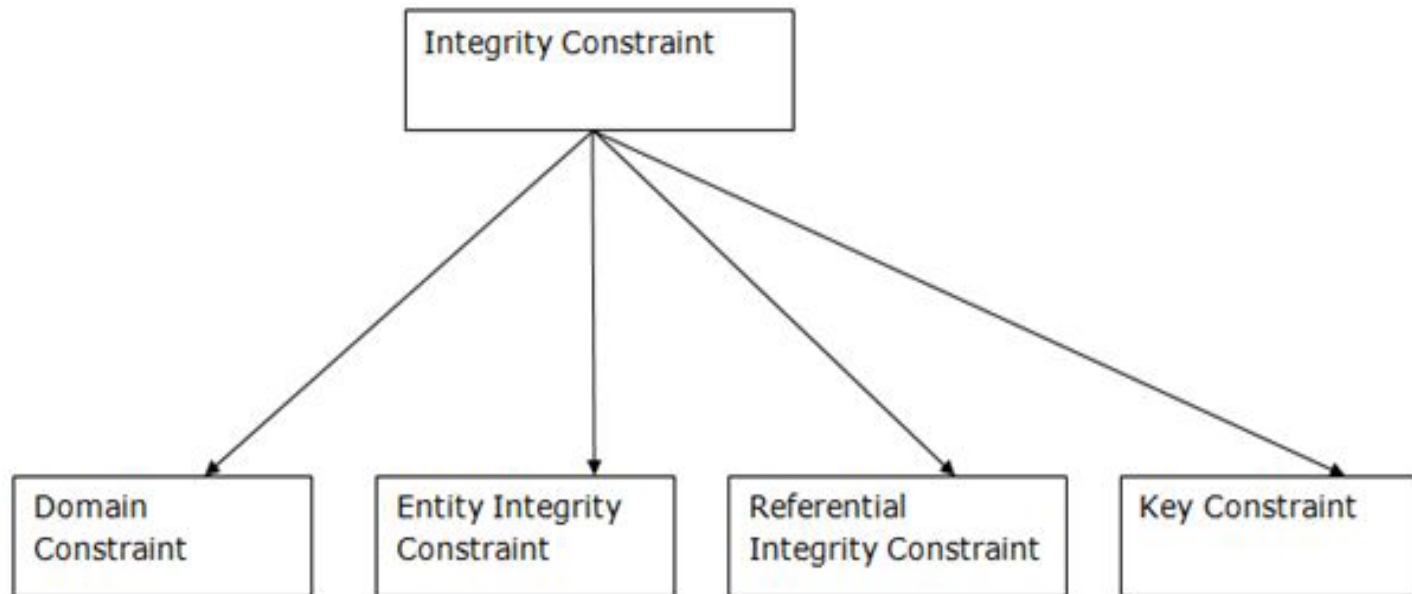 Integrity Constraint
Domain
Constraint
Entity Integrity
Constraint
Referential
Integrity Constraint
Key Constraint